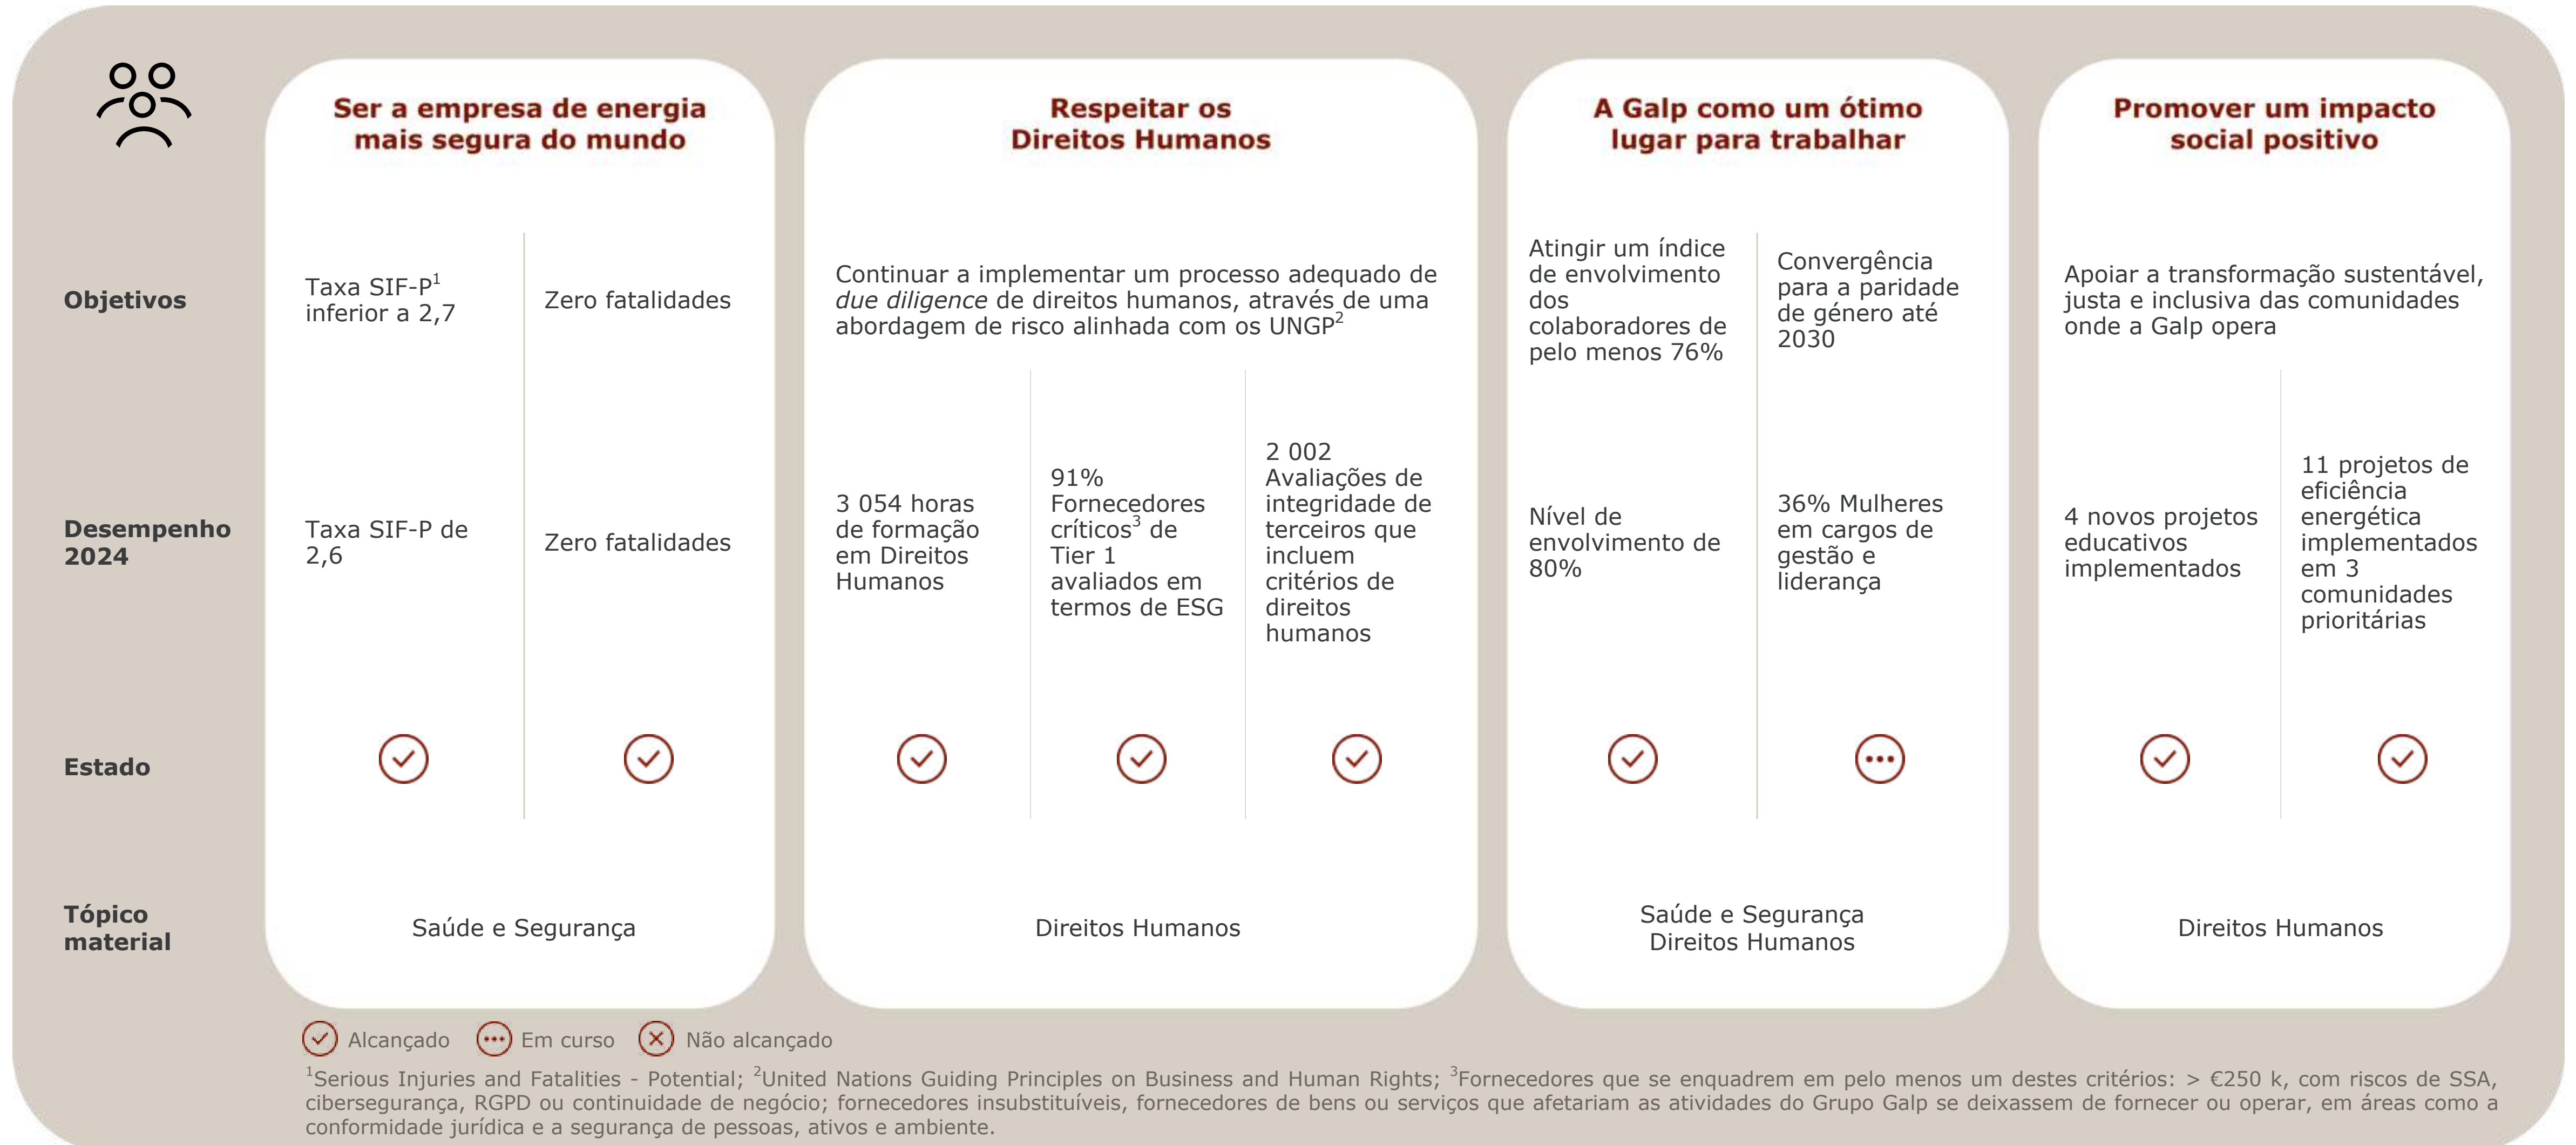 Ser a empresa de energia
mais segura do mundo
Respeitar os
Direitos Humanos
A Galp como um ótimo
lugar para trabalhar
Promover um impacto
social positivo
Objetivos
Taxa SIF-P¹
inferior a 2,7
Zero fatalidades
Continuar a implementar um processo adequado de
due diligence de direitos humanos, através de uma
abordagem de risco alinhada com os UNGP²
Atingir um índice
de envolvimento
dos
colaboradores de
pelo menos 76%
Convergência
para a paridade
de género até
2030
Apoiar a transformação sustentável,
justa e inclusiva das comunidades
onde a Galp opera
Desempenho
2024
Taxa SIF-P de
2,6
Zero fatalidades
3 054 horas
de formação
em Direitos
Humanos
91%
Fornecedores
críticos³ de
Tier 1
avaliados em
termos de ESG
2 002
Avaliações de
integridade de
terceiros que
incluem
critérios de
direitos
humanos
Nível de
envolvimento de
80%
36% Mulheres
em cargos de
gestão e
liderança
4 novos projetos
educativos
implementados
11 projetos de
eficiência
energética
implementados
em 3
comunidades
prioritárias
Estado
Tópico
material
Saúde e Segurança
Direitos Humanos
Saúde e Segurança
Direitos Humanos
Direitos Humanos
Alcançado Em curso Não alcançado
¹Serious Injuries and Fatalities - Potential; ²United Nations Guiding Principles on Business and Human Rights; ³Fornecedores que se enquadrem em pelo menos um destes critérios: > €250 k, com riscos de SSA,
cibersegurança, RGPD ou continuidade de negócio; fornecedores insubstituíveis, fornecedores de bens ou serviços que afetariam as atividades do Grupo Galp se deixassem de fornecer ou operar, em áreas como a
conformidade jurídica e a segurança de pessoas, ativos e ambiente.